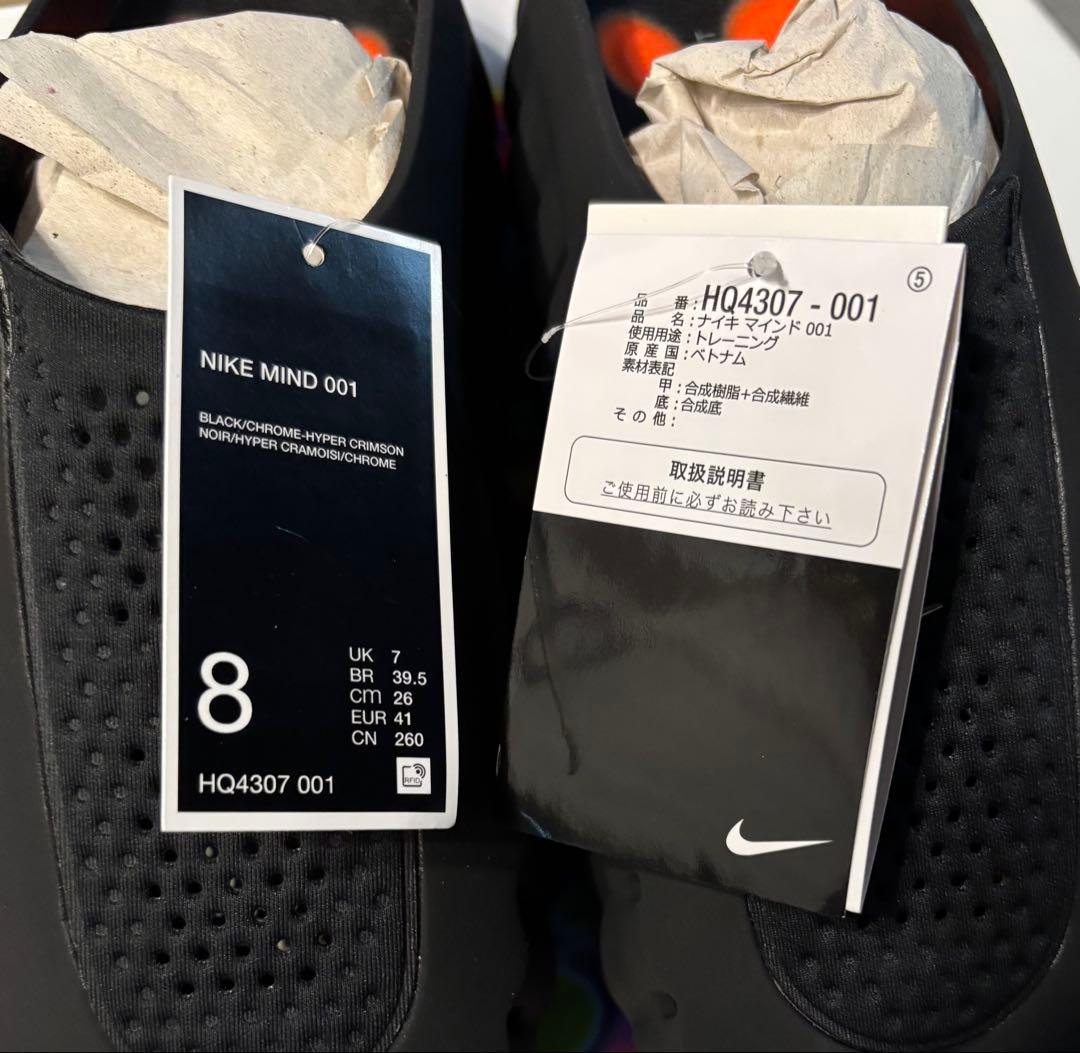 NIKE MIND 001
BLACK/CHROME-HYPER CRIMSON
NOIR/HYPER CRAMOISI/CHROME
8
UK 7
BR 39.5
cm 26
EUR 41
CN 260
HQ4307 001
RFID
⑤
品 番:HQ4307-001
品 名:ナイキ マインド 001
使用用途:トレーニング
原産国:ベトナム
素材表記
甲:合成樹脂+合成繊維
底:合成底
その他:
取扱説明書
ご使用前に必ずお読み下さい